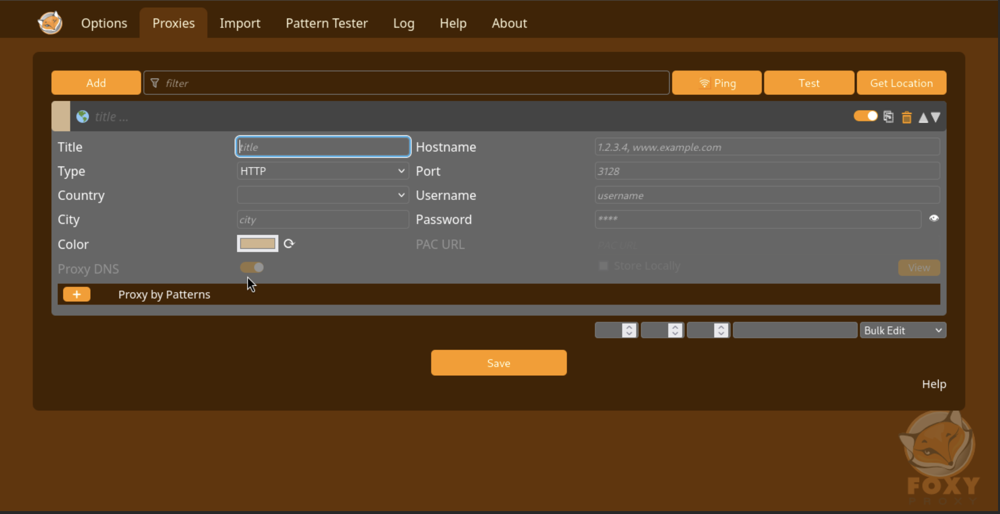 Options Proxies Import Pattern Tester Log Help About
Add filter Ping Test Get Location
title ...
Title title Hostname 1.2.3.4, www.example.com
Type HTTP Port 3128
Country Username username
City city Password ****
Color PAC URL PAC URL
Proxy DNS Store Locally View
+ Proxy by Patterns
Bulk Edit
Save
Help
FOXY
PROXY